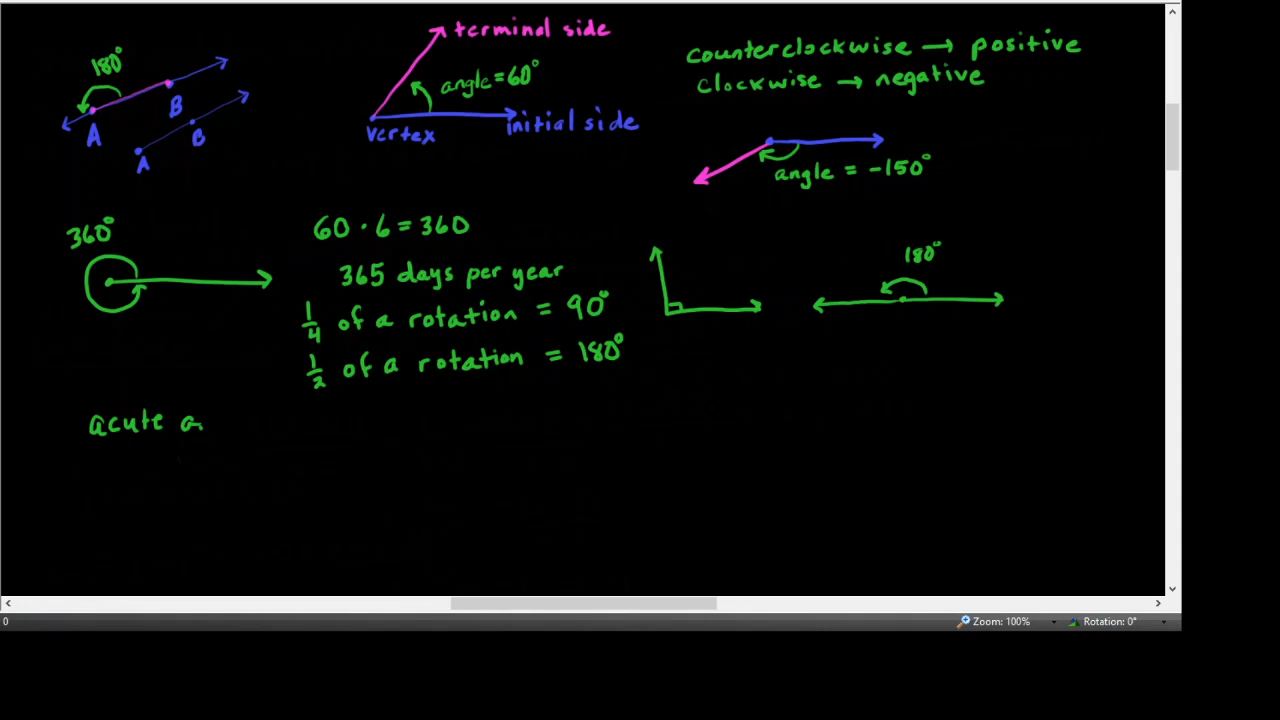 180°
A
B
A
B
terminal side
angle = 60°
vertex
initial side
counterclockwise → positive
clockwise → negative
angle = -150°
360°
60 · 6 = 360
365 days per year
1/4 of a rotation = 90°
1/2 of a rotation = 180°
180°
acute an
0
Zoom: 100%
Rotation: 0°